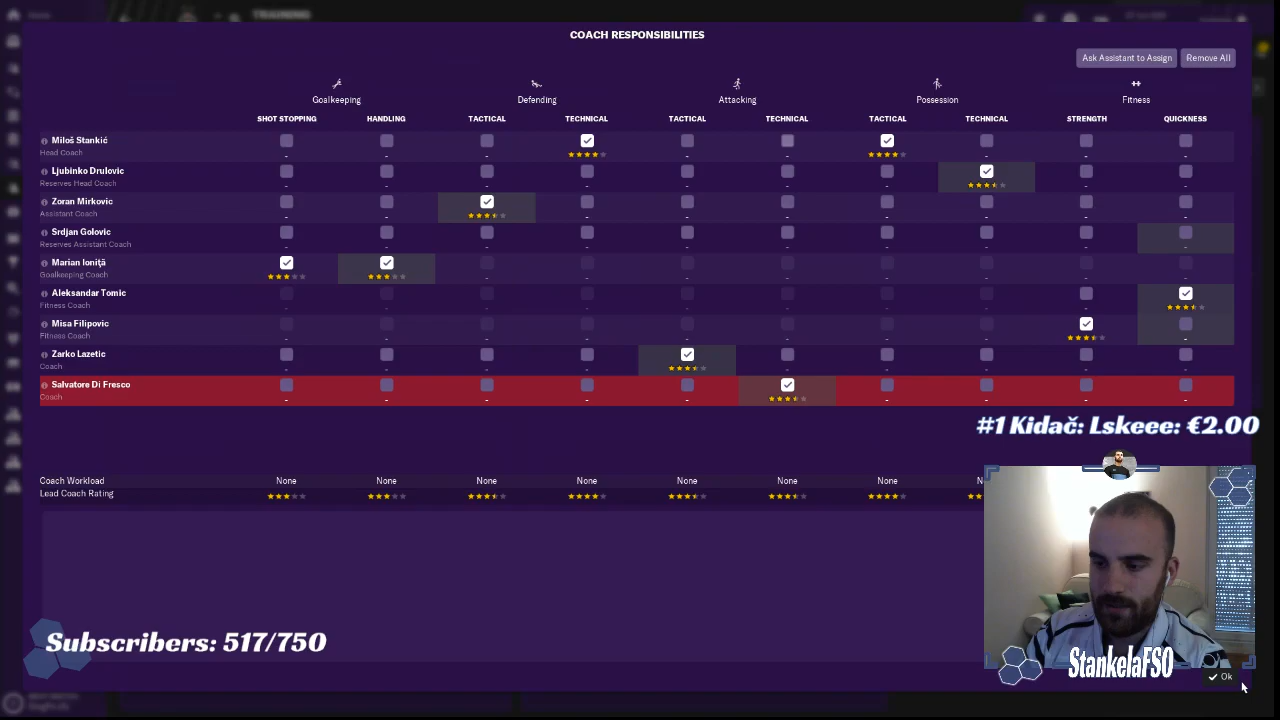 TRAINING
COACH RESPONSIBILITIES
Ask Assistant to Assign
Remove All
Goalkeeping Defending Attacking Possession Fitness
SHOT STOPPING HANDLING TACTICAL TECHNICAL TACTICAL TECHNICAL TACTICAL TECHNICAL STRENGTH QUICKNESS
Miloš Stankić
Head Coach
Ljubinko Drulovic
Reserves Head Coach
Zoran Mirkovic
Assistant Coach
Srdjan Golovic
Reserves Assistant Coach
Marian Ioniţă
Goalkeeping Coach
Aleksandar Tomic
Fitness Coach
Misa Filipovic
Fitness Coach
Zarko Lazetic
Coach
Salvatore Di Fresco
Coach
#1 Kidač: Lskeee: €2.00
Coach Workload None None None None None None None
Lead Coach Rating
Subscribers: 517/750
StankelaFSO
Ok